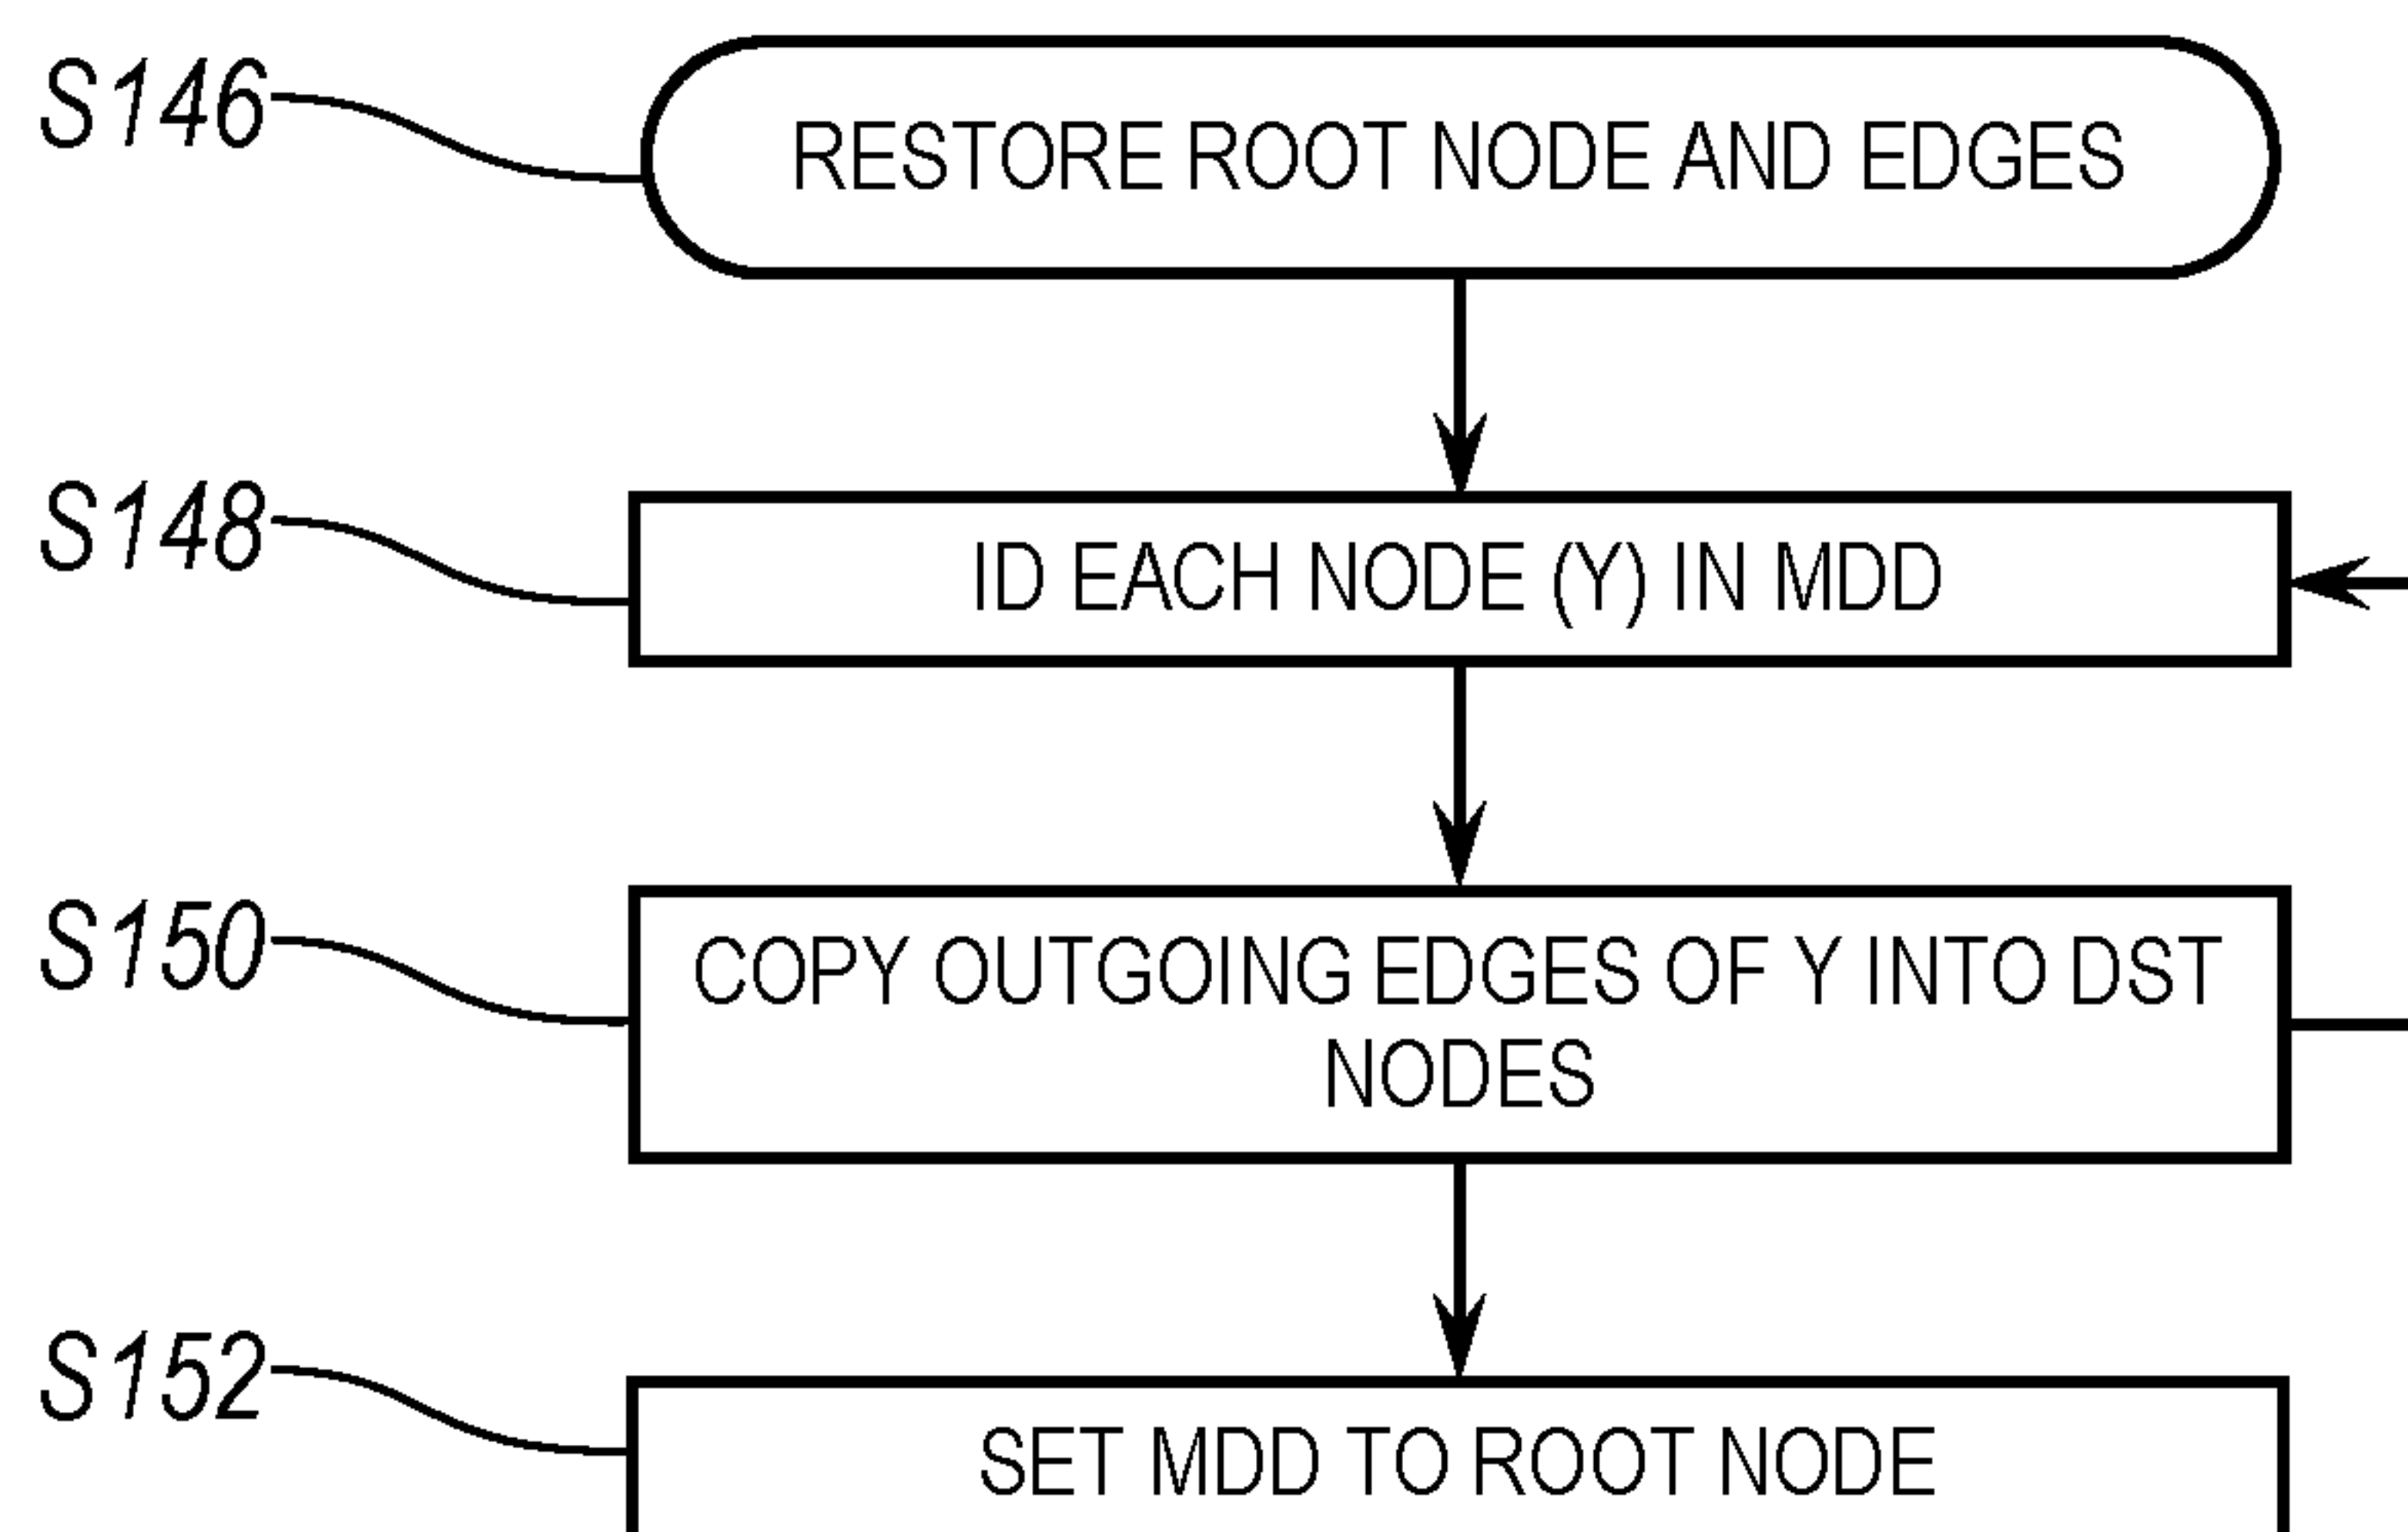 S146
RESTORE ROOT NODE AND EDGES
S148
ID EACH NODE (Y) IN MDD
S150
COPY OUTGOING EDGES OF Y INTO DST
NODES
S152
SET MDD TO ROOT NODE